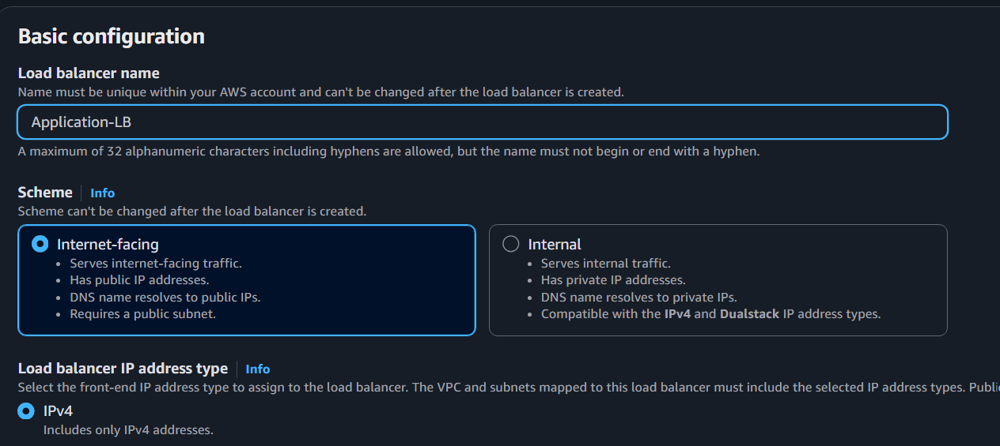 Basic configuration
Load balancer name
Name must be unique within your AWS account and can't be changed after the load balancer is created.
Application-LB
A maximum of 32 alphanumeric characters including hyphens are allowed, but the name must not begin or end with a hyphen.
Scheme Info
Scheme can't be changed after the load balancer is created.
Internet-facing
• Serves internet-facing traffic.
• Has public IP addresses.
• DNS name resolves to public IPs.
• Requires a public subnet.
Internal
• Serves internal traffic.
• Has private IP addresses.
• DNS name resolves to private IPs.
• Compatible with the IPv4 and Dualstack IP address types.
Load balancer IP address type Info
Select the front-end IP address type to assign to the load balancer. The VPC and subnets mapped to this load balancer must include the selected IP address types.
IPv4
Includes only IPv4 addresses.